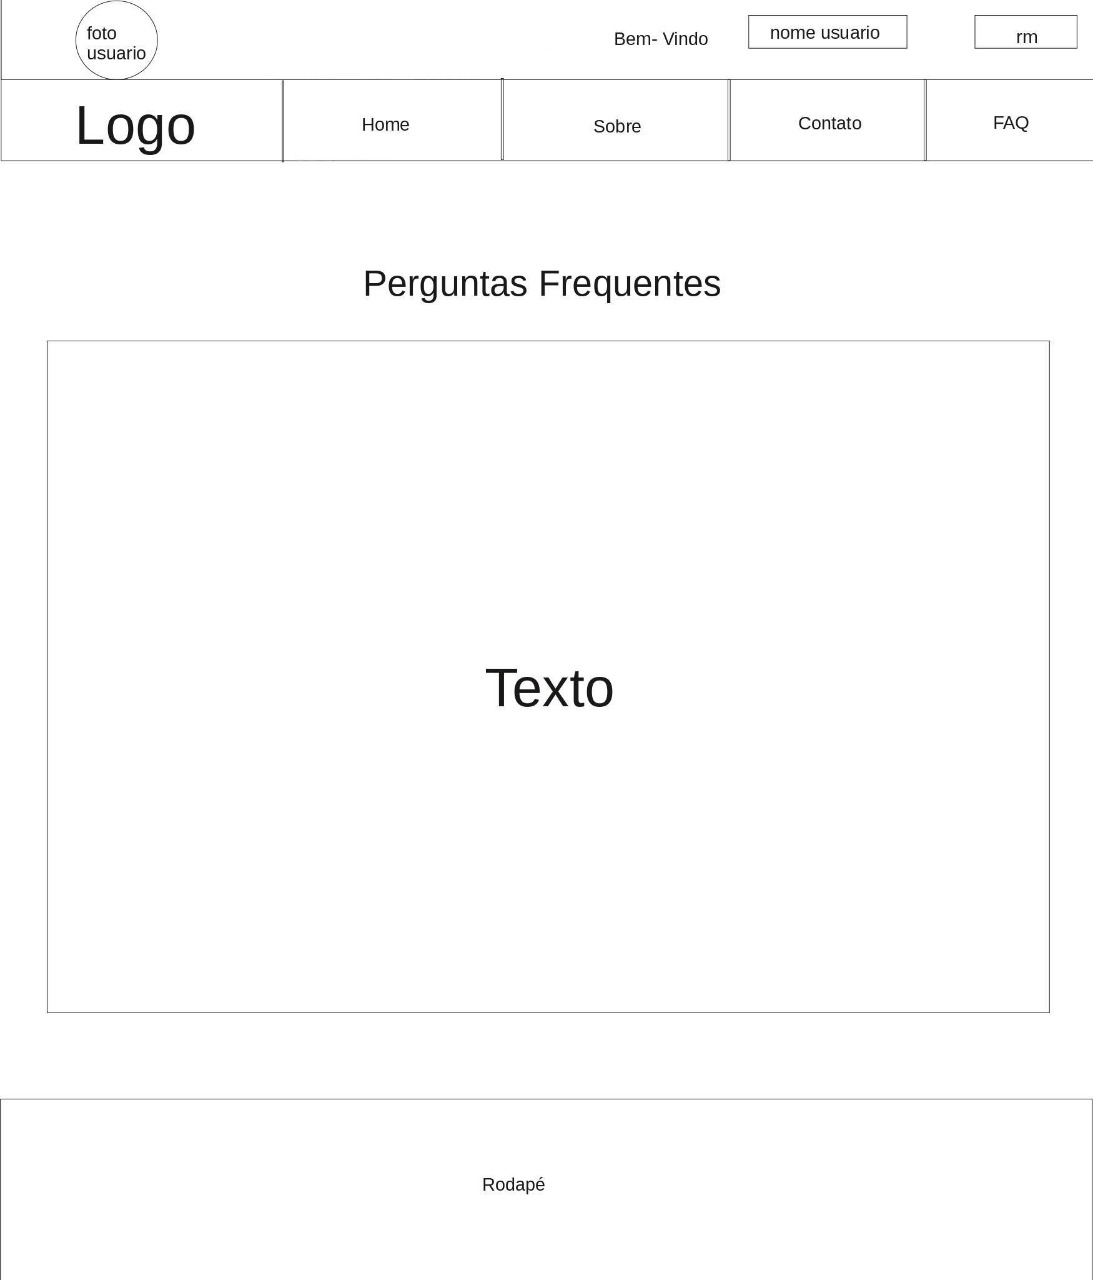 foto
usuario
Bem- Vindo
nome usuario
rm
Logo
Home
Sobre
Contato
FAQ
Perguntas Frequentes
Texto
Rodapé